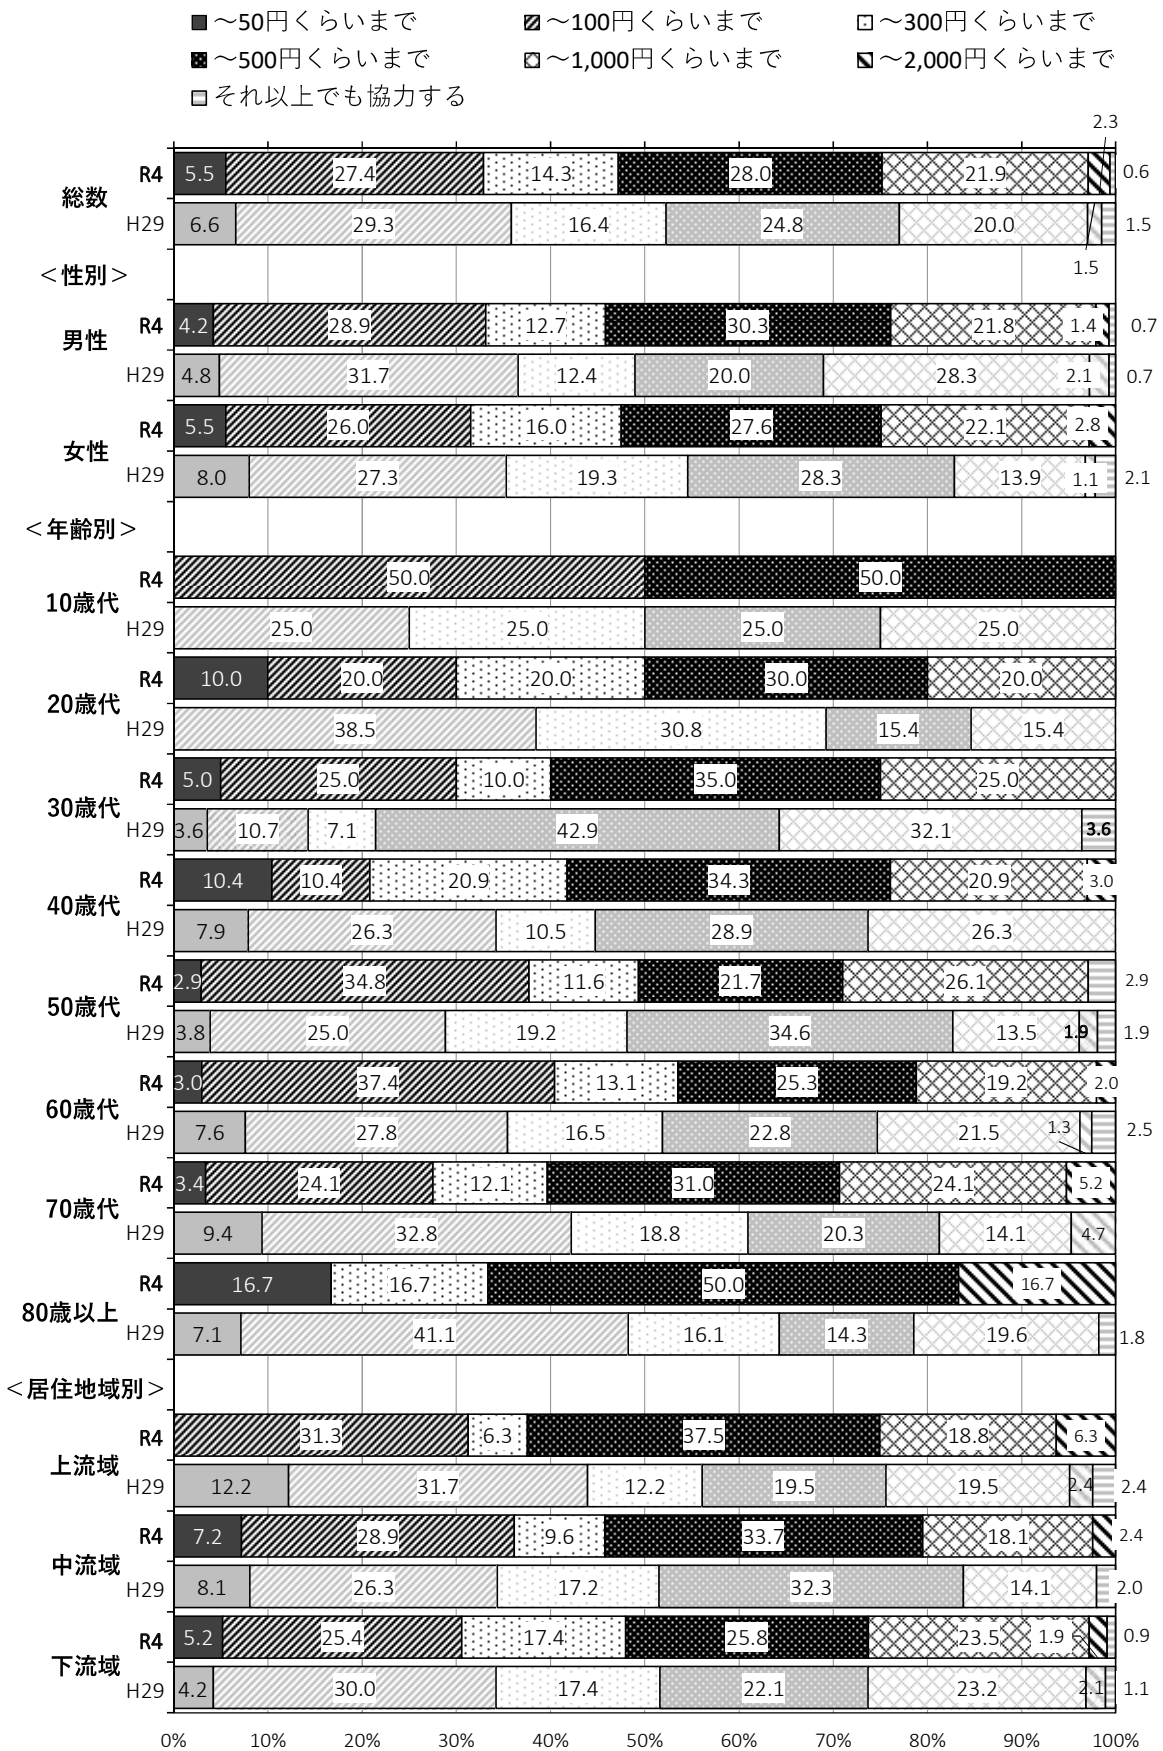 ～50円くらいまで ～100円くらいまで ～300円くらいまで
～500円くらいまで ～1,000円くらいまで ～2,000円くらいまで
それ以上でも協力する
2.3
総数
R4 5.5 27.4 14.3 28.0 21.9 0.6
H29 6.6 29.3 16.4 24.8 20.0 1.5
1.5
＜性別＞
男性
R4 4.2 28.9 12.7 30.3 21.8 1.4 0.7
H29 4.8 31.7 12.4 20.0 28.3 2.1 0.7
女性
R4 5.5 26.0 16.0 27.6 22.1 2.8
H29 8.0 27.3 19.3 28.3 13.9 1.1 2.1
＜年齢別＞
10歳代
R4 50.0 50.0
H29 25.0 25.0 25.0 25.0
20歳代
R4 10.0 20.0 20.0 30.0 20.0
H29 38.5 30.8 15.4 15.4
30歳代
R4 5.0 25.0 10.0 35.0 25.0
H29 3.6 10.7 7.1 42.9 32.1 3.6
40歳代
R4 10.4 10.4 20.9 34.3 20.9 3.0
H29 7.9 26.3 10.5 28.9 26.3
50歳代
R4 2.9 34.8 11.6 21.7 26.1 2.9
H29 3.8 25.0 19.2 34.6 13.5 1.9 1.9
60歳代
R4 3.0 37.4 13.1 25.3 19.2 2.0
H29 7.6 27.8 16.5 22.8 21.5 1.3 2.5
70歳代
R4 3.4 24.1 12.1 31.0 24.1 5.2
H29 9.4 32.8 18.8 20.3 14.1 4.7
80歳以上
R4 16.7 16.7 50.0 16.7
H29 7.1 41.1 16.1 14.3 19.6 1.8
＜居住地域別＞
上流域
R4 31.3 6.3 37.5 18.8 6.3
H29 12.2 31.7 12.2 19.5 19.5 2.4 2.4
中流域
R4 7.2 28.9 9.6 33.7 18.1 2.4
H29 8.1 26.3 17.2 32.3 14.1 2.0
下流域
R4 5.2 25.4 17.4 25.8 23.5 1.9 0.9
H29 4.2 30.0 17.4 22.1 23.2 2.1 1.1
0% 10% 20% 30% 40% 50% 60% 70% 80% 90% 100%